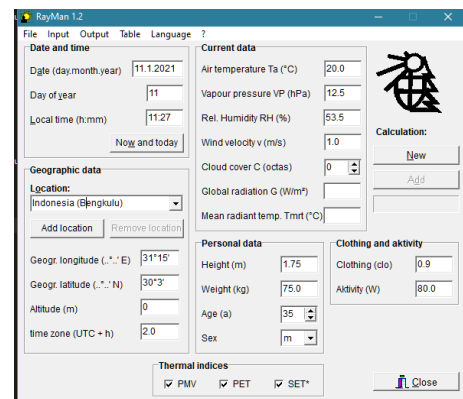 RayMan 1.2
File Input Output Table Language ?
Date and time
Date (day.month.year) 11.1.2021
Day of year 11
Local time (h:mm) 11:27
Now and today
Geographic data
Location:
Indonesia (Bengkulu)
Add location Remove location
Geogr. longitude (..°..' E) 31°15'
Geogr. latitude (..°..' N) 30°3'
Altitude (m) 0
time zone (UTC + h) 2.0
Current data
Air temperature Ta (°C) 20.0
Vapour pressure VP (hPa) 12.5
Rel. Humidity RH (%) 53.5
Wind velocity v (m/s) 1.0
Cloud cover C (octas) 0
Global radiation G (W/m²)
Mean radiant temp. Tmrt (°C)
Calculation:
New
Add
Personal data
Height (m) 1.75
Weight (kg) 75.0
Age (a) 35
Sex m
Clothing and aktivity
Clothing (clo) 0.9
Aktivity (W) 80.0
Thermal indices
PMV PET SET*
Close